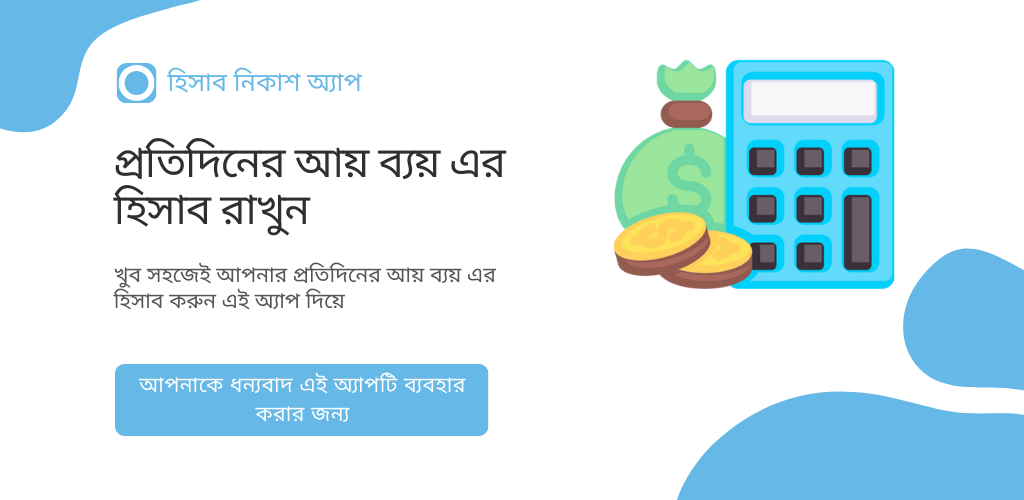 হিসাব নিকাশ অ্যাপ
প্রতিদিনের আয় ব্যয় এর
হিসাব রাখুন
খুব সহজেই আপনার প্রতিদিনের আয় ব্যয় এর
হিসাব করুন এই অ্যাপ দিয়ে
আপনাকে ধন্যবাদ এই অ্যাপটি ব্যবহার
করার জন্য
$